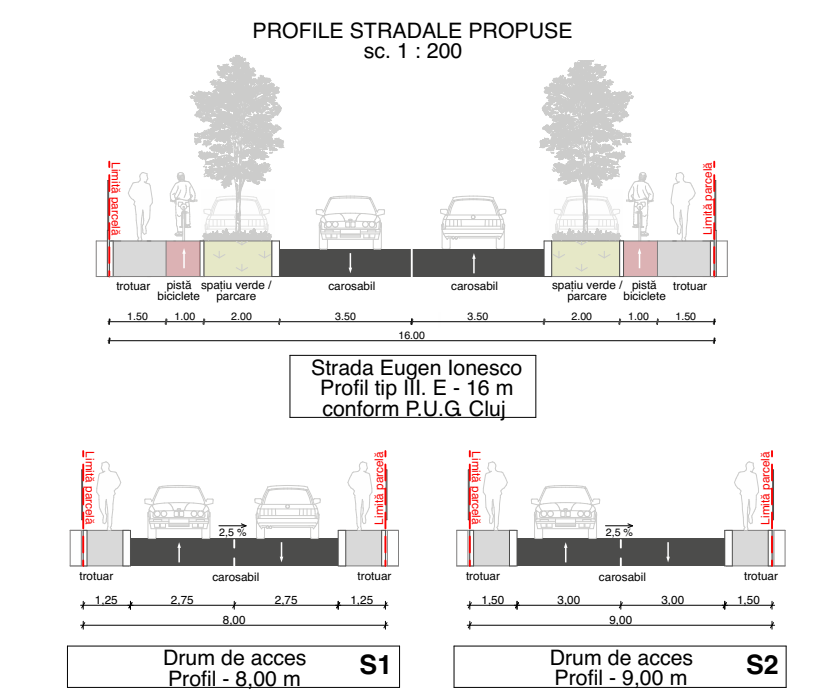 PROFILE STRADALE PROPUSE
sc. 1 : 200
Limită parcelă
Limită parcelă
trotuar
pistă
biciclete
spațiu verde /
parcare
carosabil
carosabil
spațiu verde /
parcare
pistă
biciclete
trotuar
1.50 1.00 2.00 3.50 3.50 2.00 1.00 1.50
16.00
Strada Eugen Ionesco
Profil tip III. E - 16 m
conform P.U.G. Cluj
Limită parcelă
2,5 %
Limită parcelă
trotuar carosabil trotuar
1,25 2,75 2,75 1,25
8,00
Drum de acces
Profil - 8,00 m
S1
Limită parcelă
2,5 %
Limită parcelă
trotuar carosabil trotuar
1,50 3,00 3,00 1,50
9,00
Drum de acces
Profil - 9,00 m
S2